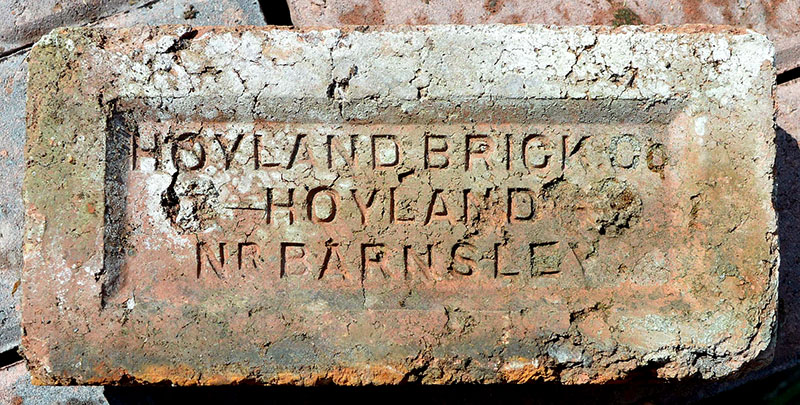 HOYLAND BRICK Co
—HOYLAND—
NR BARNSLEY